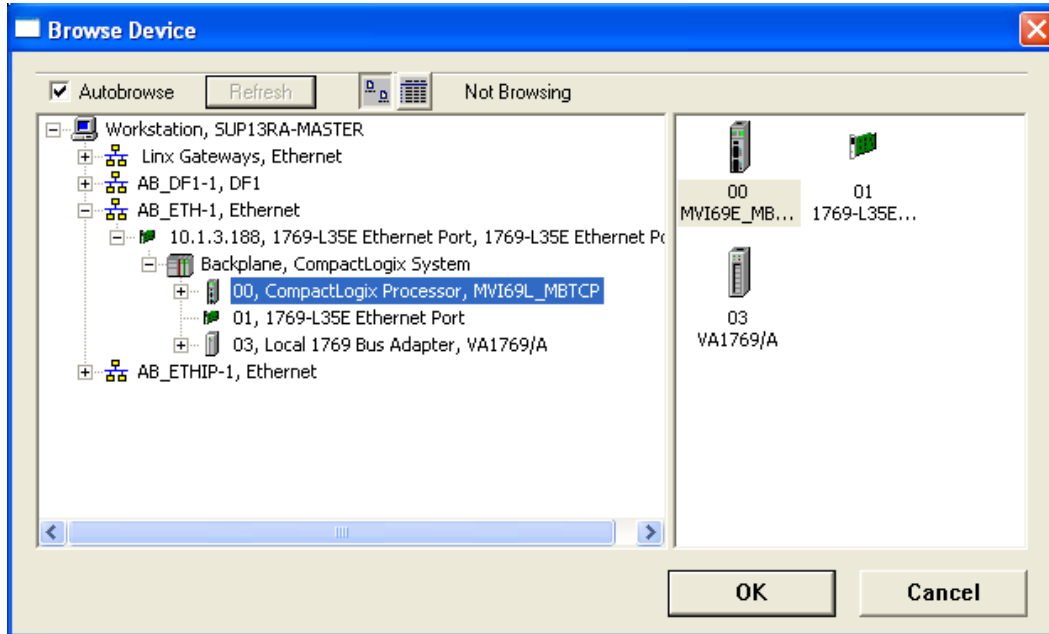 Browse Device
Autobrowse Refresh Not Browsing
Workstation, SUP13RA-MASTER
Linx Gateways, Ethernet
AB_DF1-1, DF1
AB_ETH-1, Ethernet
10.1.3.188, 1769-L35E Ethernet Port, 1769-L35E Ethernet Po
Backplane, CompactLogix System
00, CompactLogix Processor, MVI69L_MBTCP
01, 1769-L35E Ethernet Port
03, Local 1769 Bus Adapter, VA1769/A
AB_ETHIP-1, Ethernet
00
MVI69E_MB...
01
1769-L35E...
03
VA1769/A
OK Cancel